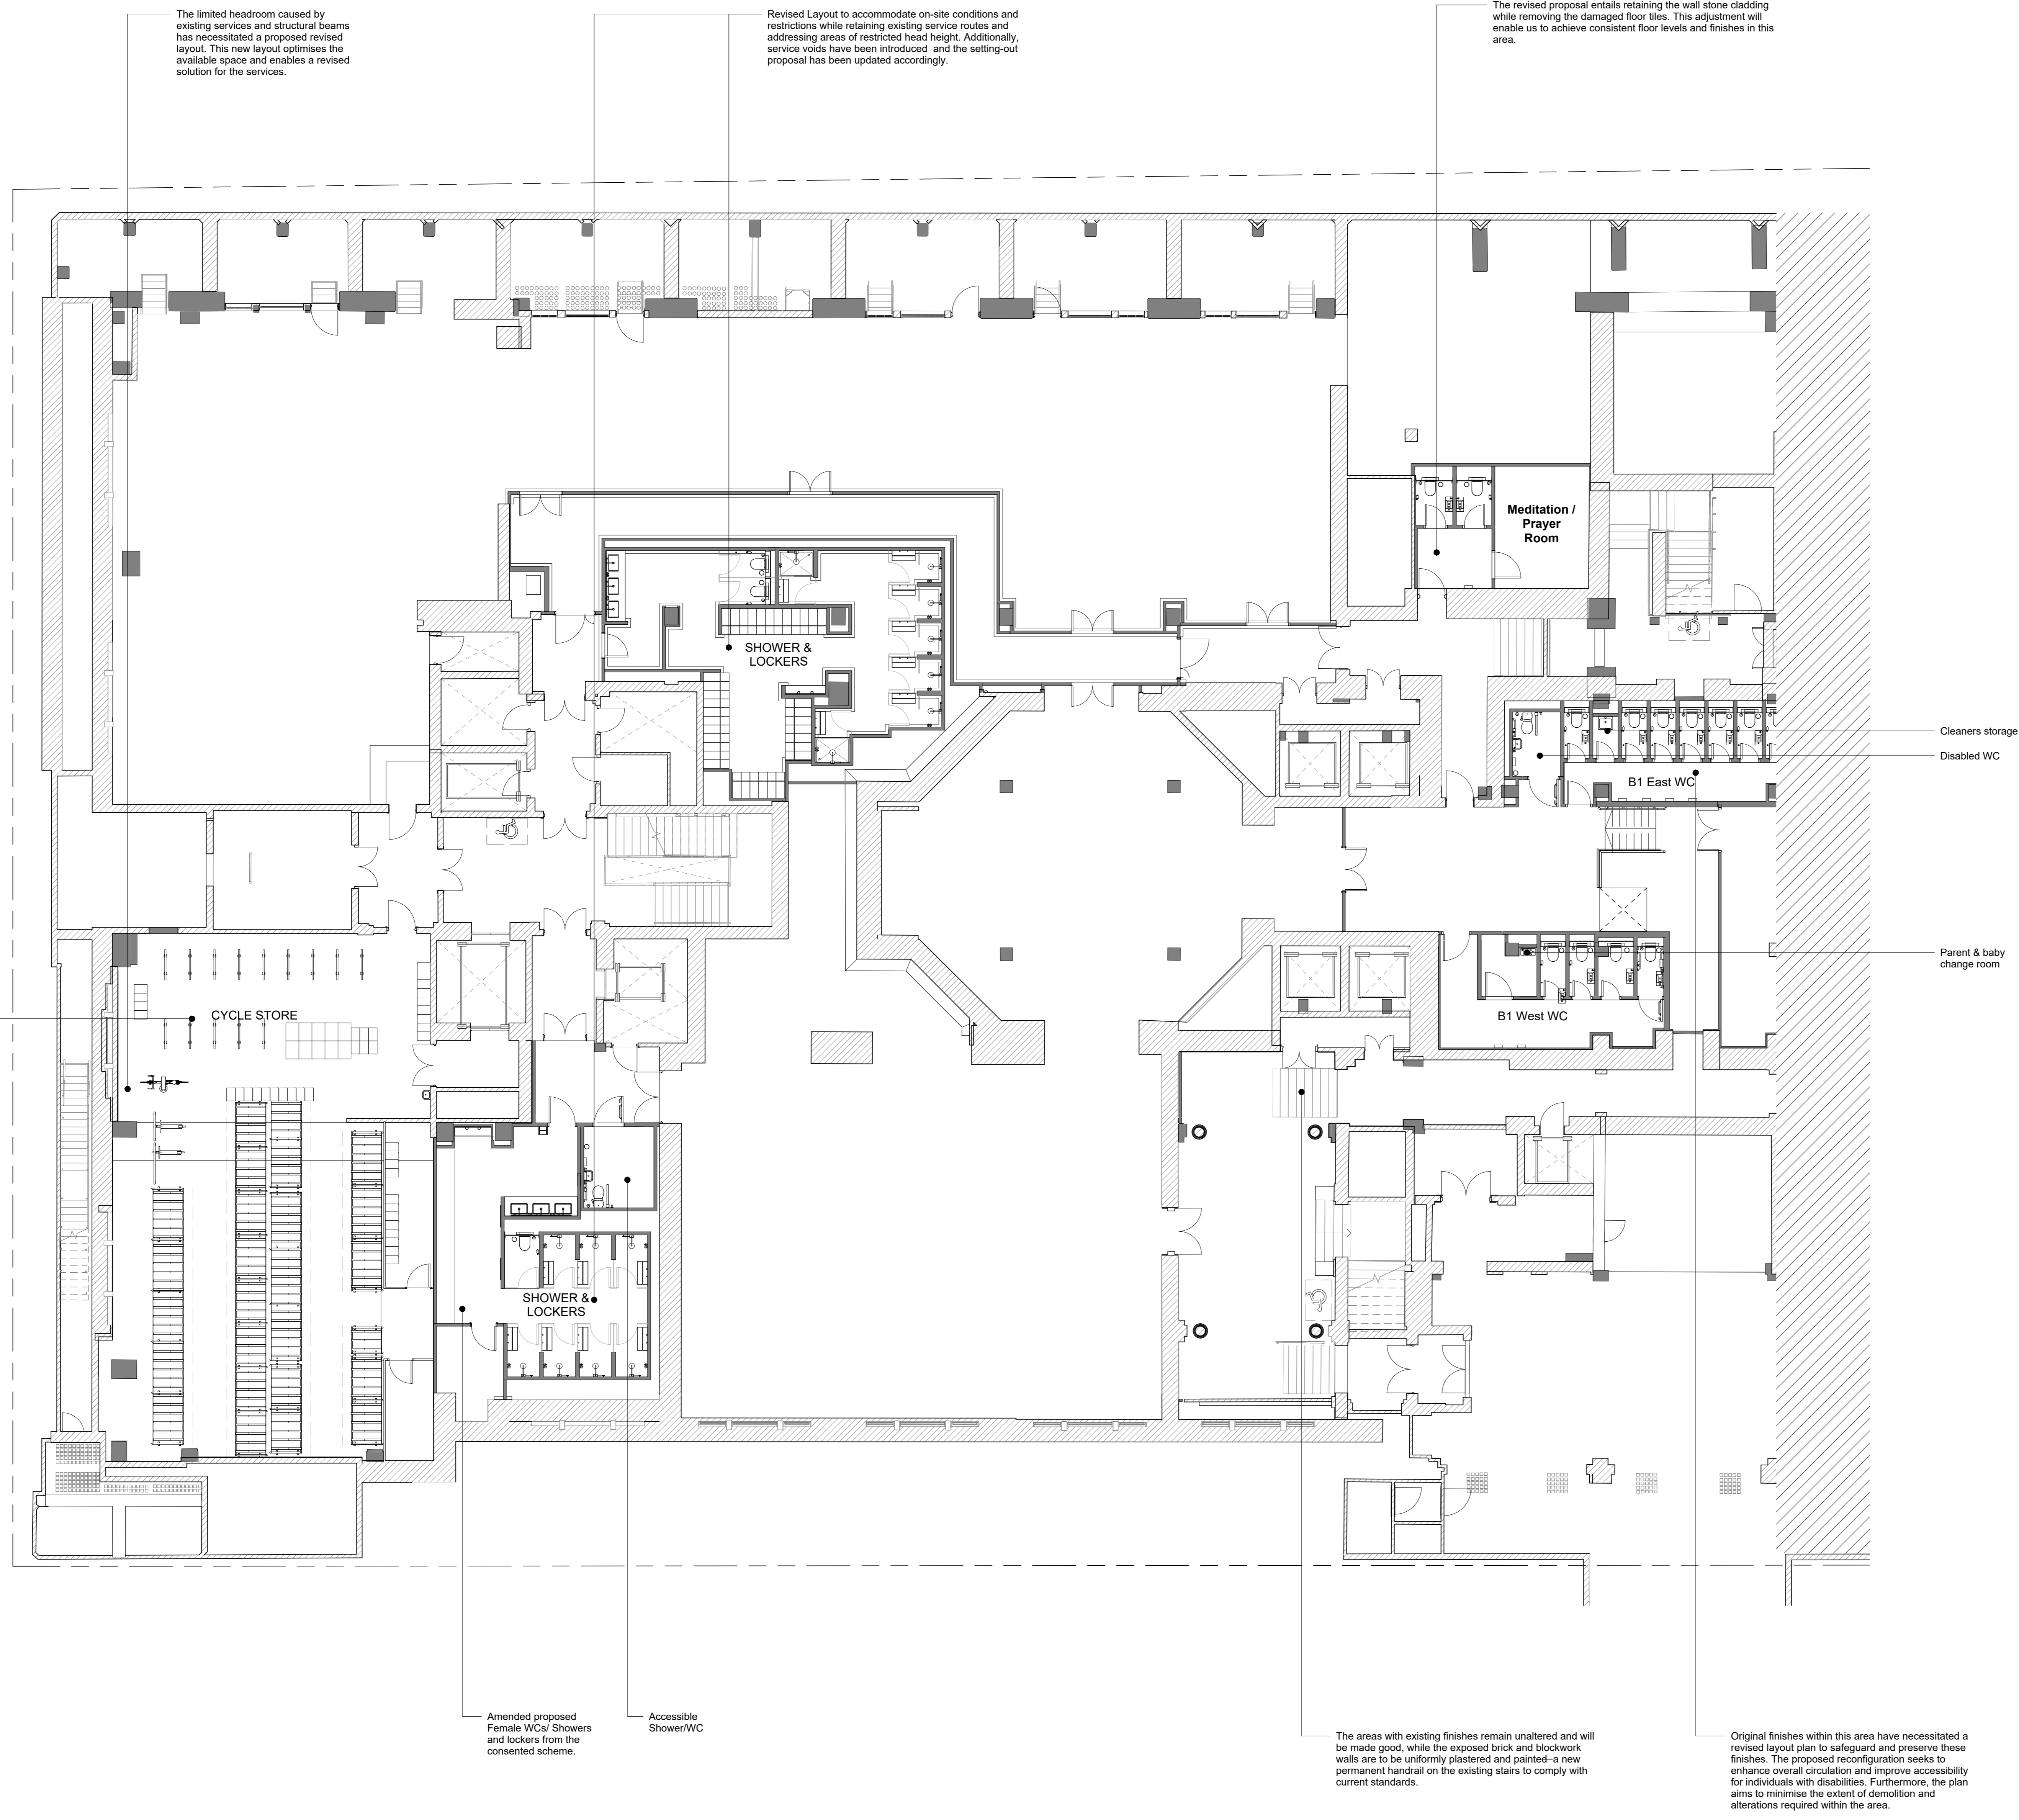 The limited headroom caused by
existing services and structural beams
has necessitated a proposed revised
layout. This new layout optimises the
available space and enables a revised
solution for the services.
Revised Layout to accommodate on-site conditions and
restrictions while retaining existing service routes and
addressing areas of restricted head height. Additionally,
service voids have been introduced and the setting-out
proposal has been updated accordingly.
The revised proposal entails retaining the wall stone cladding
while removing the damaged floor tiles. This adjustment will
enable us to achieve consistent floor levels and finishes in this
area.
Meditation /
Prayer
Room
SHOWER &
LOCKERS
Cleaners storage
Disabled WC
B1 East WC
Parent & baby
change room
CYCLE STORE
B1 West WC
SHOWER &
LOCKERS
Amended proposed
Female WCs/ Showers
and lockers from the
consented scheme.
Accessible
Shower/WC
The areas with existing finishes remain unaltered and will
be made good, while the exposed brick and blockwork
walls are to be uniformly plastered and painted—a new
permanent handrail on the existing stairs to comply with
current standards.
Original finishes within this area have necessitated a
revised layout plan to safeguard and preserve these
finishes. The proposed reconfiguration seeks to
enhance overall circulation and improve accessibility
for individuals with disabilities. Furthermore, the plan
aims to minimise the extent of demolition and
alterations required within the area.